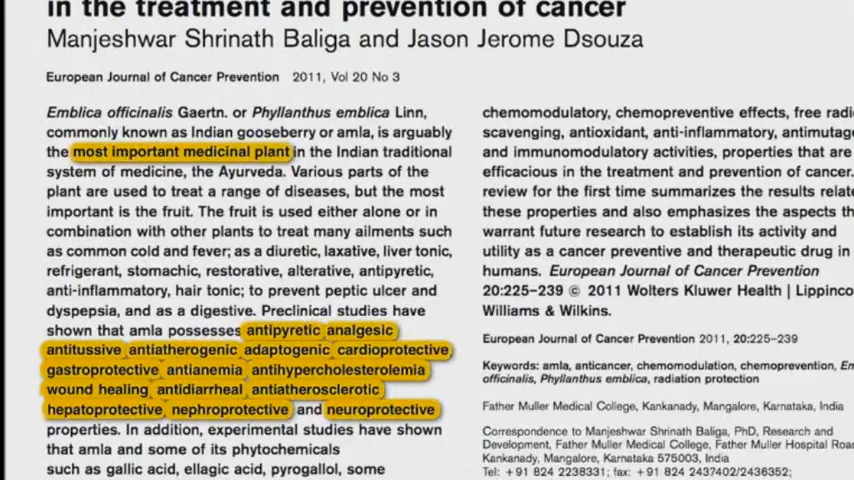 in the treatment and prevention of cancer
Manjeshwar Shrinath Baliga and Jason Jerome Dsouza
European Journal of Cancer Prevention 2011, Vol 20 No 3
Emblica officinalis Gaertn. or Phyllanthus emblica Linn,
commonly known as Indian gooseberry or amla, is arguably
the most important medicinal plant in the Indian traditional
system of medicine, the Ayurveda. Various parts of the
plant are used to treat a range of diseases, but the most
important is the fruit. The fruit is used either alone or in
combination with other plants to treat many ailments such
as common cold and fever; as a diuretic, laxative, liver tonic,
refrigerant, stomachic, restorative, alterative, antipyretic,
anti-inflammatory, hair tonic; to prevent peptic ulcer and
dyspepsia, and as a digestive. Preclinical studies have
shown that amla possesses antipyretic analgesic
antitussive antiatherogenic adaptogenic cardioprotective
gastroprotective antianemia antihypercholesterolemia
wound healing antidiarrheal antiatherosclerotic
hepatoprotective nephroprotective and neuroprotective
properties. In addition, experimental studies have shown
that amla and some of its phytochemicals
such as gallic acid, ellagic acid, pyrogallol, some
chemomodulatory, chemopreventive effects, free radi
scavenging, antioxidant, anti-inflammatory, antimutage
and immunomodulatory activities, properties that are
efficacious in the treatment and prevention of cancer.
review for the first time summarizes the results relate
these properties and also emphasizes the aspects th
warrant future research to establish its activity and
utility as a cancer preventive and therapeutic drug in
humans. European Journal of Cancer Prevention
20:225–239 © 2011 Wolters Kluwer Health | Lippinco
Williams & Wilkins.
European Journal of Cancer Prevention 2011, 20:225–239
Keywords: amla, anticancer, chemomodulation, chemoprevention, Em
officinalis, Phyllanthus emblica, radiation protection
Father Muller Medical College, Kankanady, Mangalore, Karnataka, India
Correspondence to Manjeshwar Shrinath Baliga, PhD, Research and
Development, Father Muller Medical College, Father Muller Hospital Road
Kankanady, Mangalore, Karnataka 575003, India
Tel: +91 824 2238331; fax: +91 824 2437402/2436352;